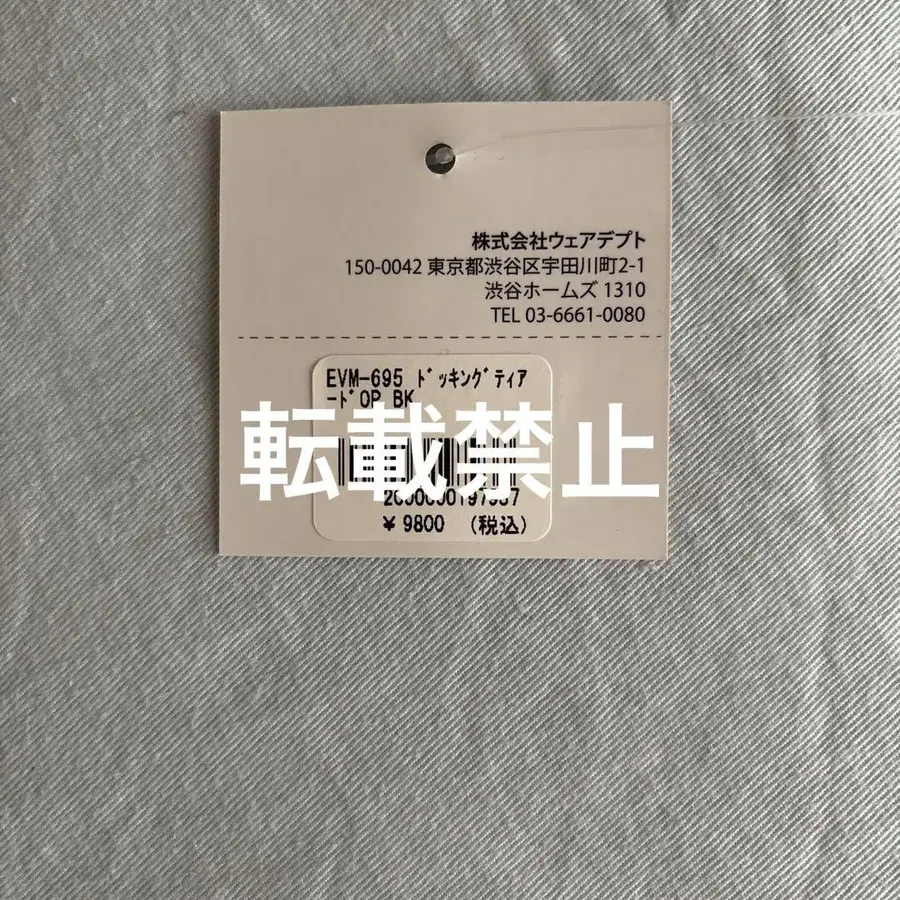 株式会社ウェアデプト
150-0042 東京都渋谷区宇田川町2-1
渋谷ホームズ 1310
TEL 03-6661-0080
EVM-695 ﾄﾞｯｷﾝｸﾞﾃｨｱ
-ﾄﾞOP BK
転載禁止
￥9800 (税込)